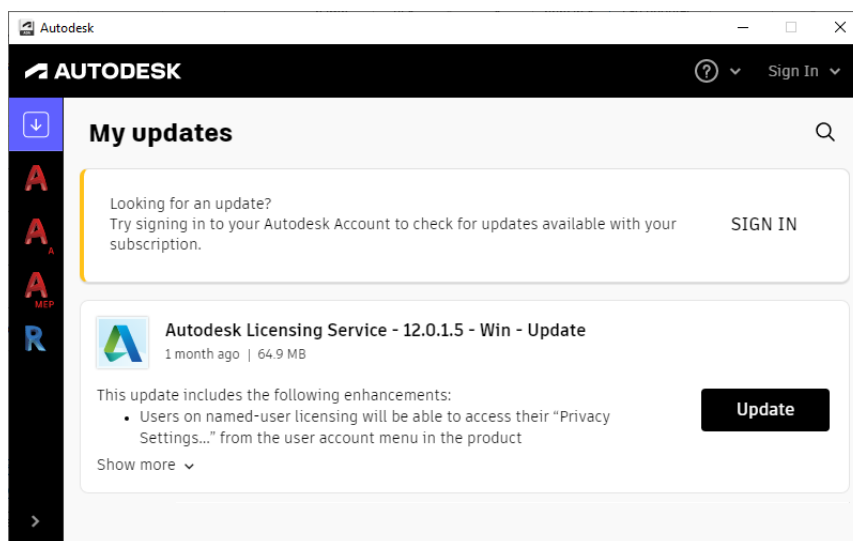 Autodesk
AUTODESK
Sign In
My updates
Looking for an update?
Try signing in to your Autodesk Account to check for updates available with your
subscription.
SIGN IN
A
A A
A MEP
R
Autodesk Licensing Service - 12.0.1.5 - Win - Update
1 month ago | 64.9 MB
This update includes the following enhancements:
• Users on named-user licensing will be able to access their “Privacy
Settings...” from the user account menu in the product
Update
Show more